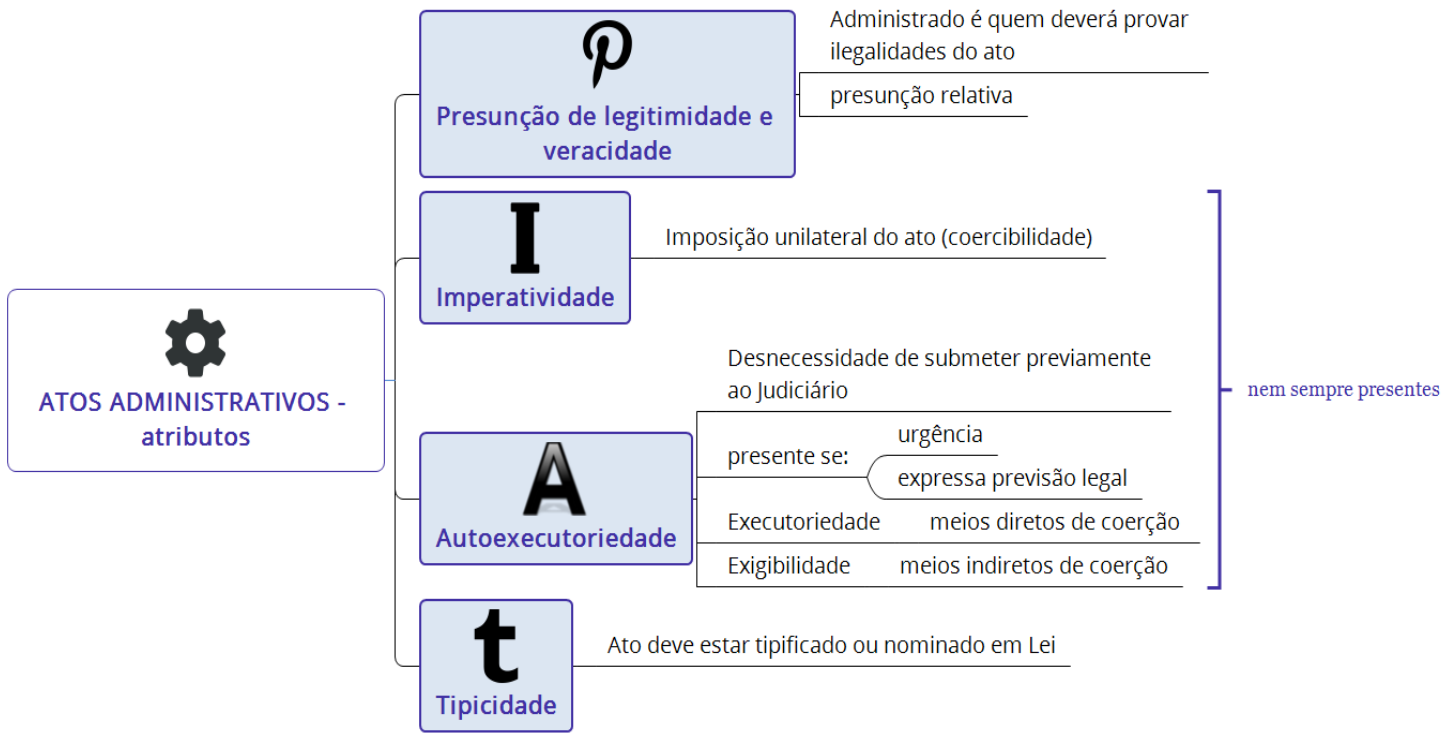 ATOS ADMINISTRATIVOS -
atributos
P
Presunção de legitimidade e
veracidade
Administrado é quem deverá provar
ilegalidades do ato
presunção relativa
I
Imperatividade
Imposição unilateral do ato (coercibilidade)
A
Autoexecutoriedade
Desnecessidade de submeter previamente
ao Judiciário
presente se:
urgência
expressa previsão legal
Executoriedade
meios diretos de coerção
Exigibilidade
meios indiretos de coerção
nem sempre presentes
t
Tipicidade
Ato deve estar tipificado ou nominado em Lei